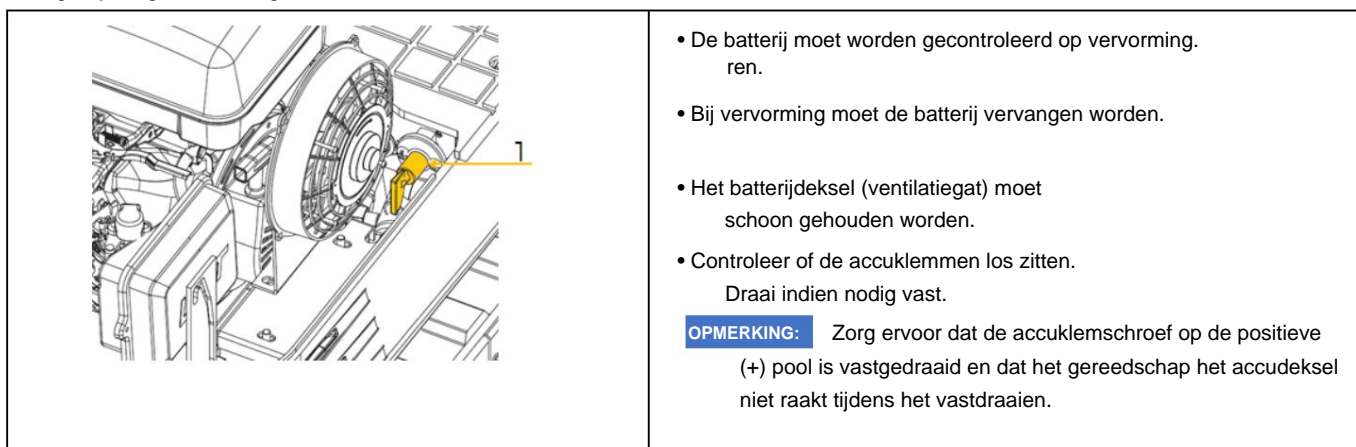 1
• De batterij moet worden gecontroleerd op vervorming.
ren.
• Bij vervorming moet de batterij vervangen worden.
• Het batterijdeksel (ventilatiegat) moet
schoon gehouden worden.
• Controleer of de accuklemmen los zitten.
Draai indien nodig vast.
OPMERKING: Zorg ervoor dat de accuklemschroef op de positieve
(+) pool is vastgedraaid en dat het gereedschap het accudeksel
niet raakt tijdens het vastdraaien.